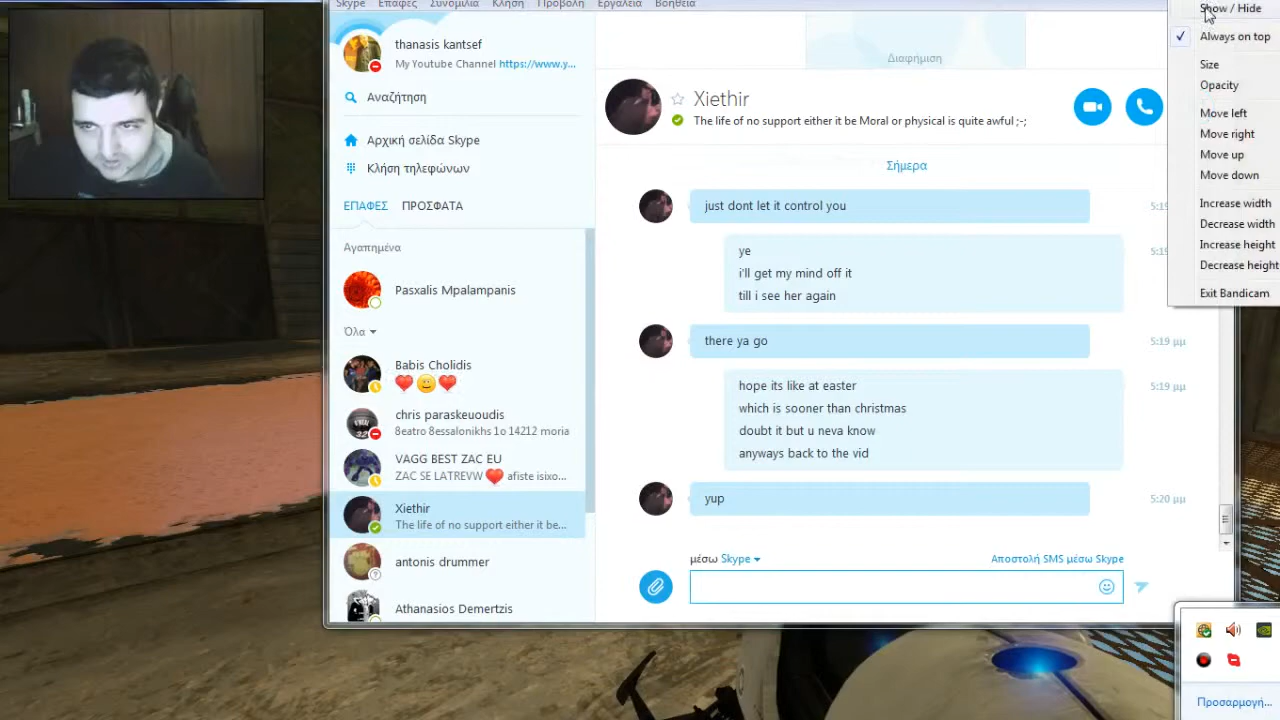 Skype Επαφές Συνομιλία Κλήση Προβολή Εργαλεία Βοήθεια
thanasis kantsef
My Youtube Channel https://www.y...
Αναζήτηση
Αρχική σελίδα Skype
Κλήση τηλεφώνων
ΕΠΑΦΕΣ ΠΡΟΣΦΑΤΑ
Αγαπημένα
Pasxalis Mpalampanis
Όλα
Babis Cholidis
chris paraskeuoudis
8eatro 8essalonikhs 1o 14212 moria
VAGG BEST ZAC EU
ZAC SE LATREVW afiste isixo...
Xiethir
The life of no support either it be...
antonis drummer
Athanasios Demertzis
Διαφήμιση
Xiethir
The life of no support either it be Moral or physical is quite awful ;-;
Σήμερα
just dont let it control you
5:19
ye
5:19
i'll get my mind off it
till i see her again
there ya go
5:19 μμ
hope its like at easter
5:19 μμ
which is sooner than christmas
doubt it but u neva know
anyways back to the vid
yup
5:20 μμ
μέσω Skype
Αποστολή SMS μέσω Skype
Show / Hide
Always on top
Size
Opacity
Move left
Move right
Move up
Move down
Increase width
Decrease width
Increase height
Decrease height
Exit Bandicam
Προσαρμογή...